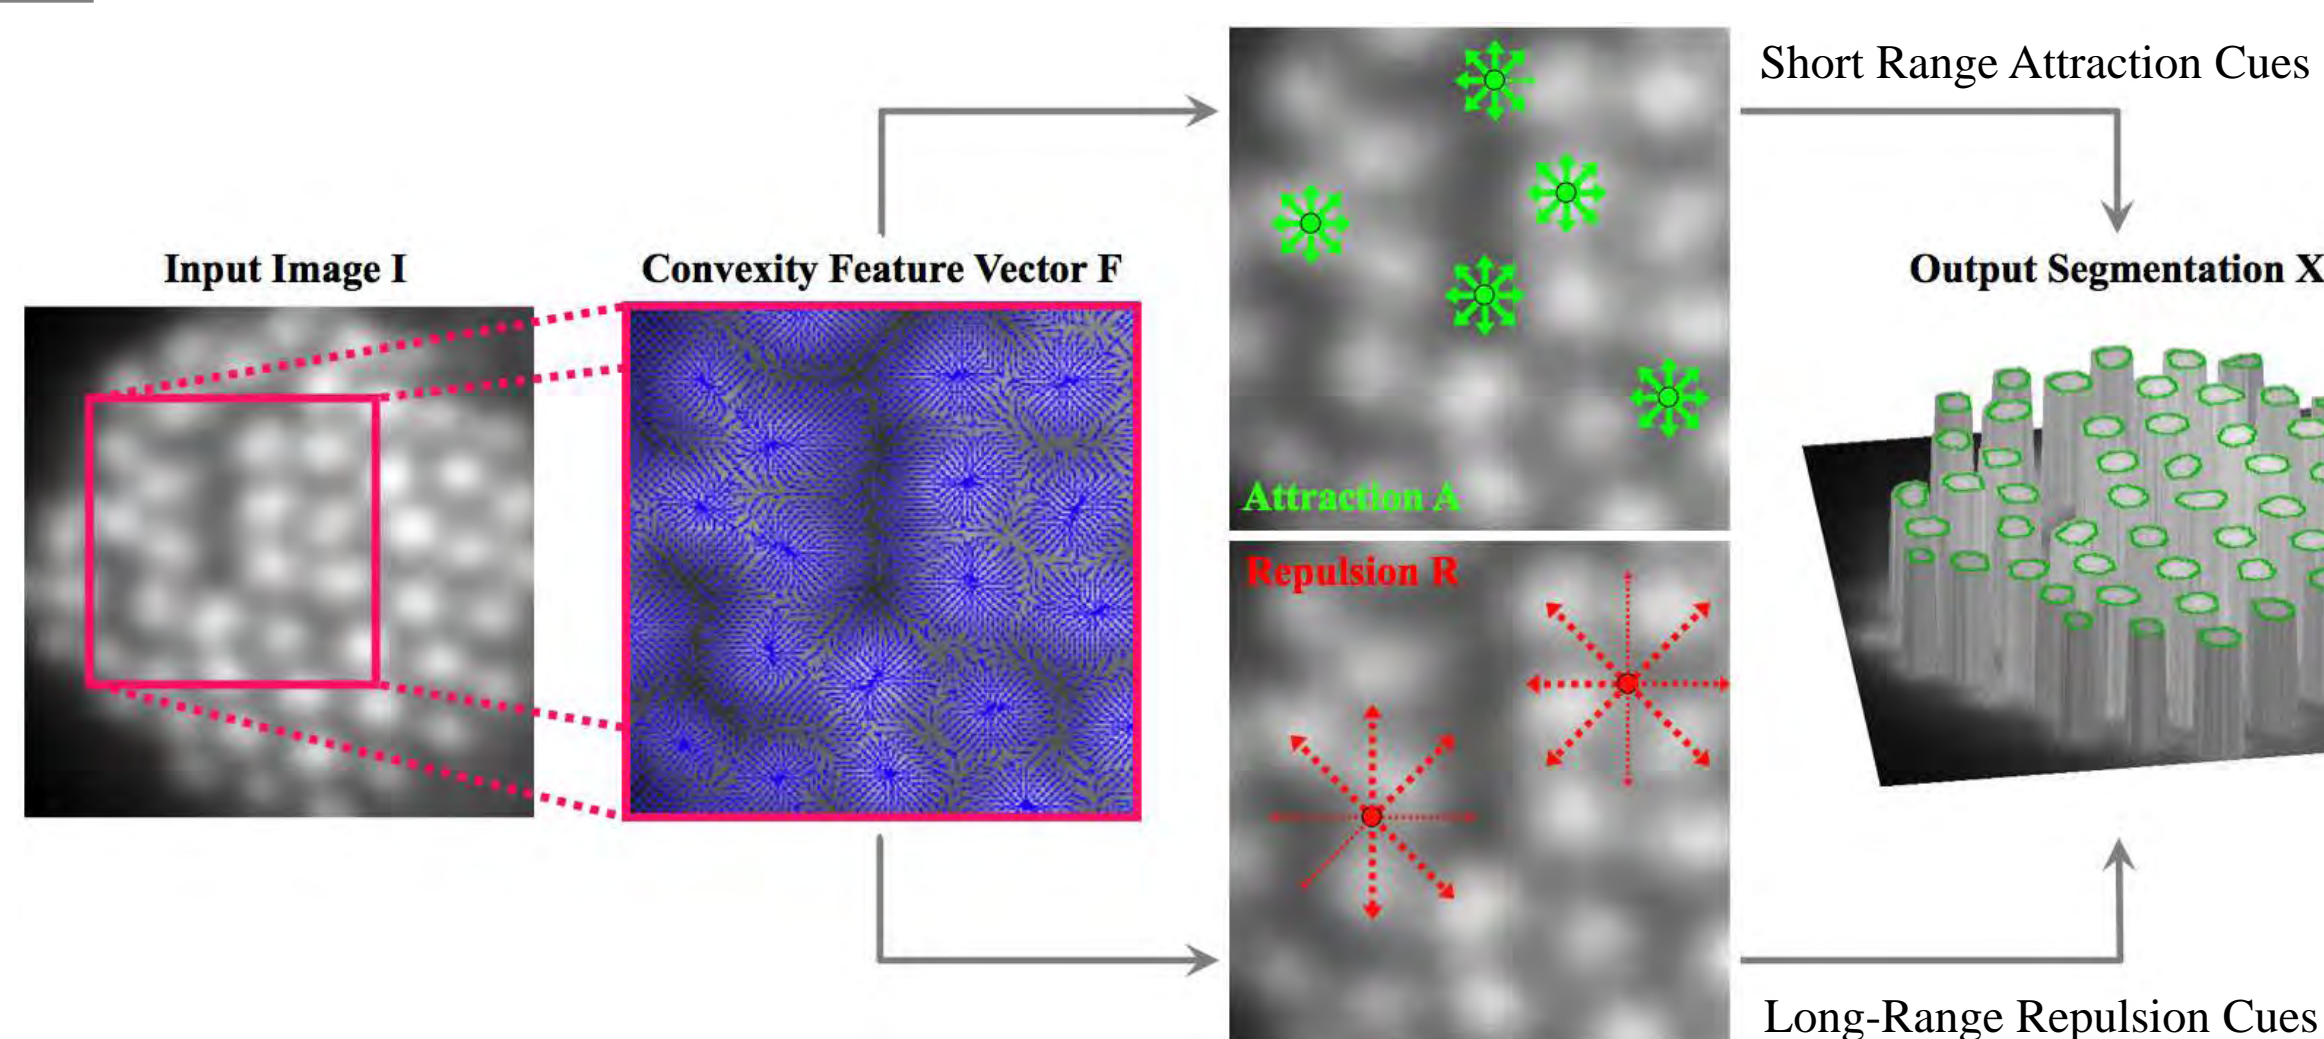 Short Range Attraction Cues
Input Image I
Convexity Feature Vector F
Output Segmentation X
Attraction A
Repulsion R
Long-Range Repulsion Cues